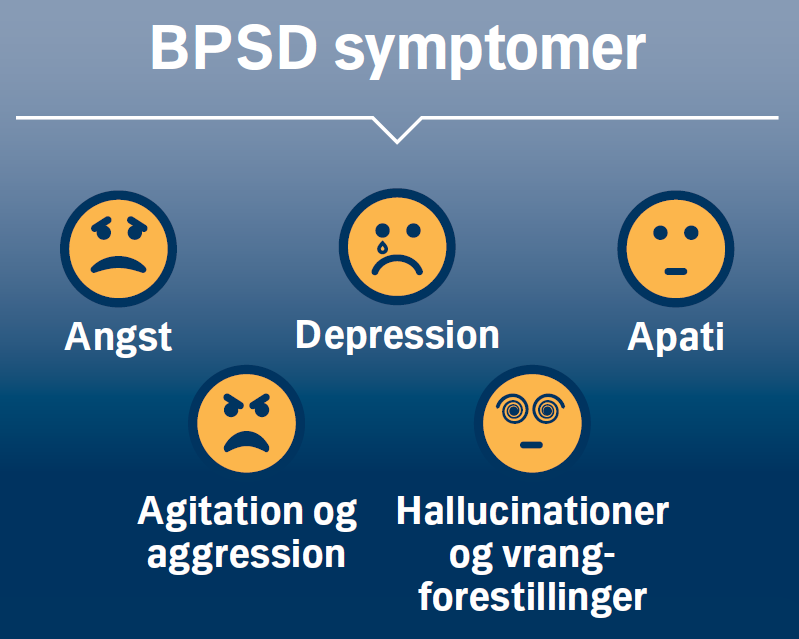 BPSD symptomer
Angst
Depression
Apati
Agitation og
aggression
Hallucinationer
og vrang-
forestillinger